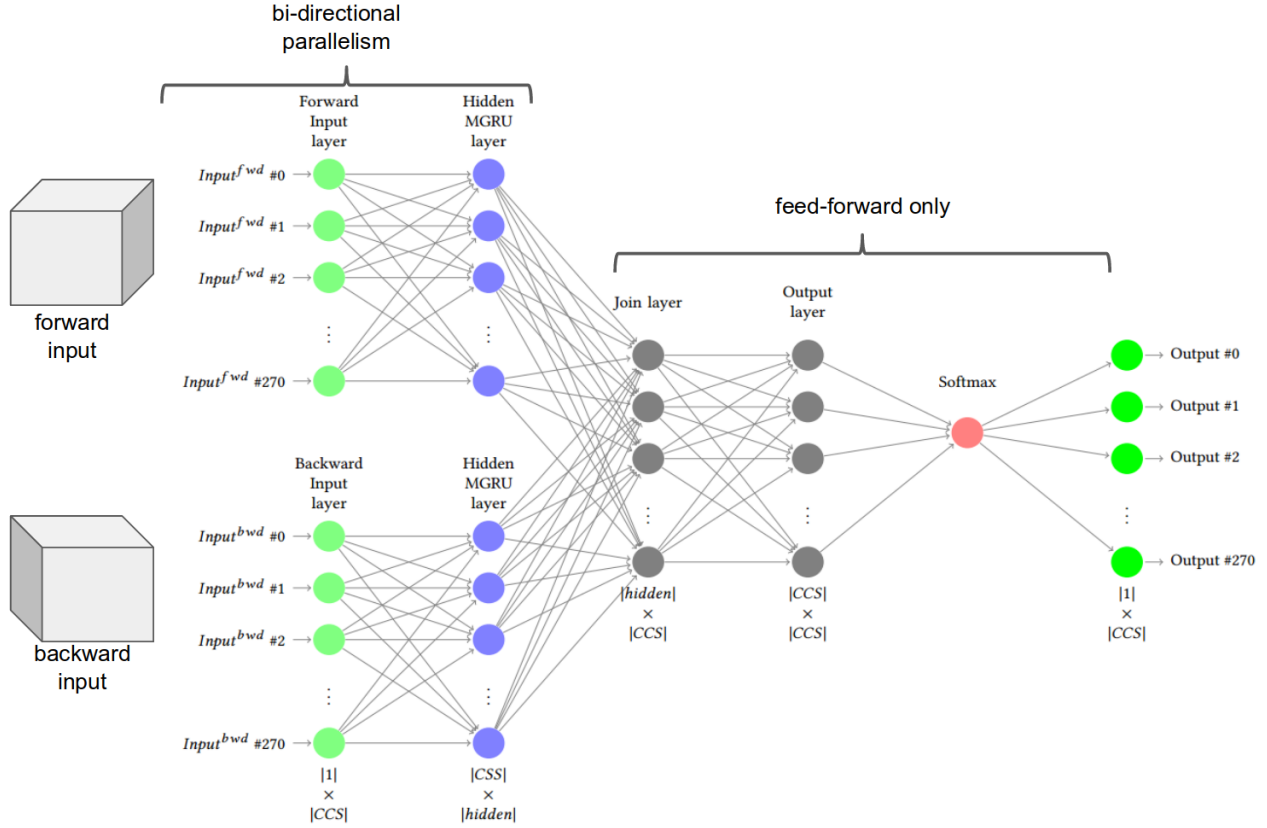 bi-directional
parallelism
Forward
Input
layer
Hidden
MGRU
layer
Input^fwd #0
Input^fwd #1
Input^fwd #2
⋮
⋮
Input^fwd #270
forward
input
Backward
Input
layer
Hidden
MGRU
layer
Input^bwd #0
Input^bwd #1
Input^bwd #2
⋮
⋮
Input^bwd #270
backward
input
|1|
×
|CCS|
|CSS|
×
|hidden|
feed-forward only
Join layer
Output
layer
Softmax
⋮
⋮
⋮
|hidden|
×
|CCS|
|CCS|
×
|CCS|
Output #0
Output #1
Output #2
Output #270
|1|
×
|CCS|